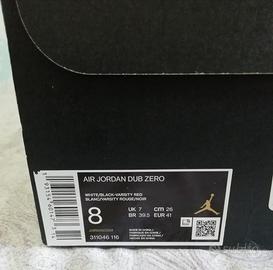 AIR JORDAN DUB ZERO
WHITE/BLACK-VARSITY RED
BLANC/VARSITY ROUGE/NOIR
8
UK 7 cm 26
BR 39.5 EUR 41
311046 116
subito